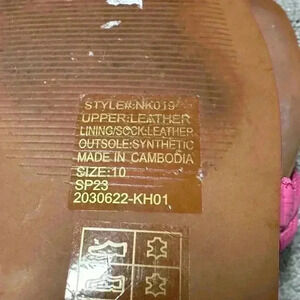 STYLE#:NK019
UPPER:LEATHER
LINING/SOCK:LEATHER
OUTSOLE:SYNTHETIC
MADE IN CAMBODIA
SIZE:10
SP23
2030622-KH01